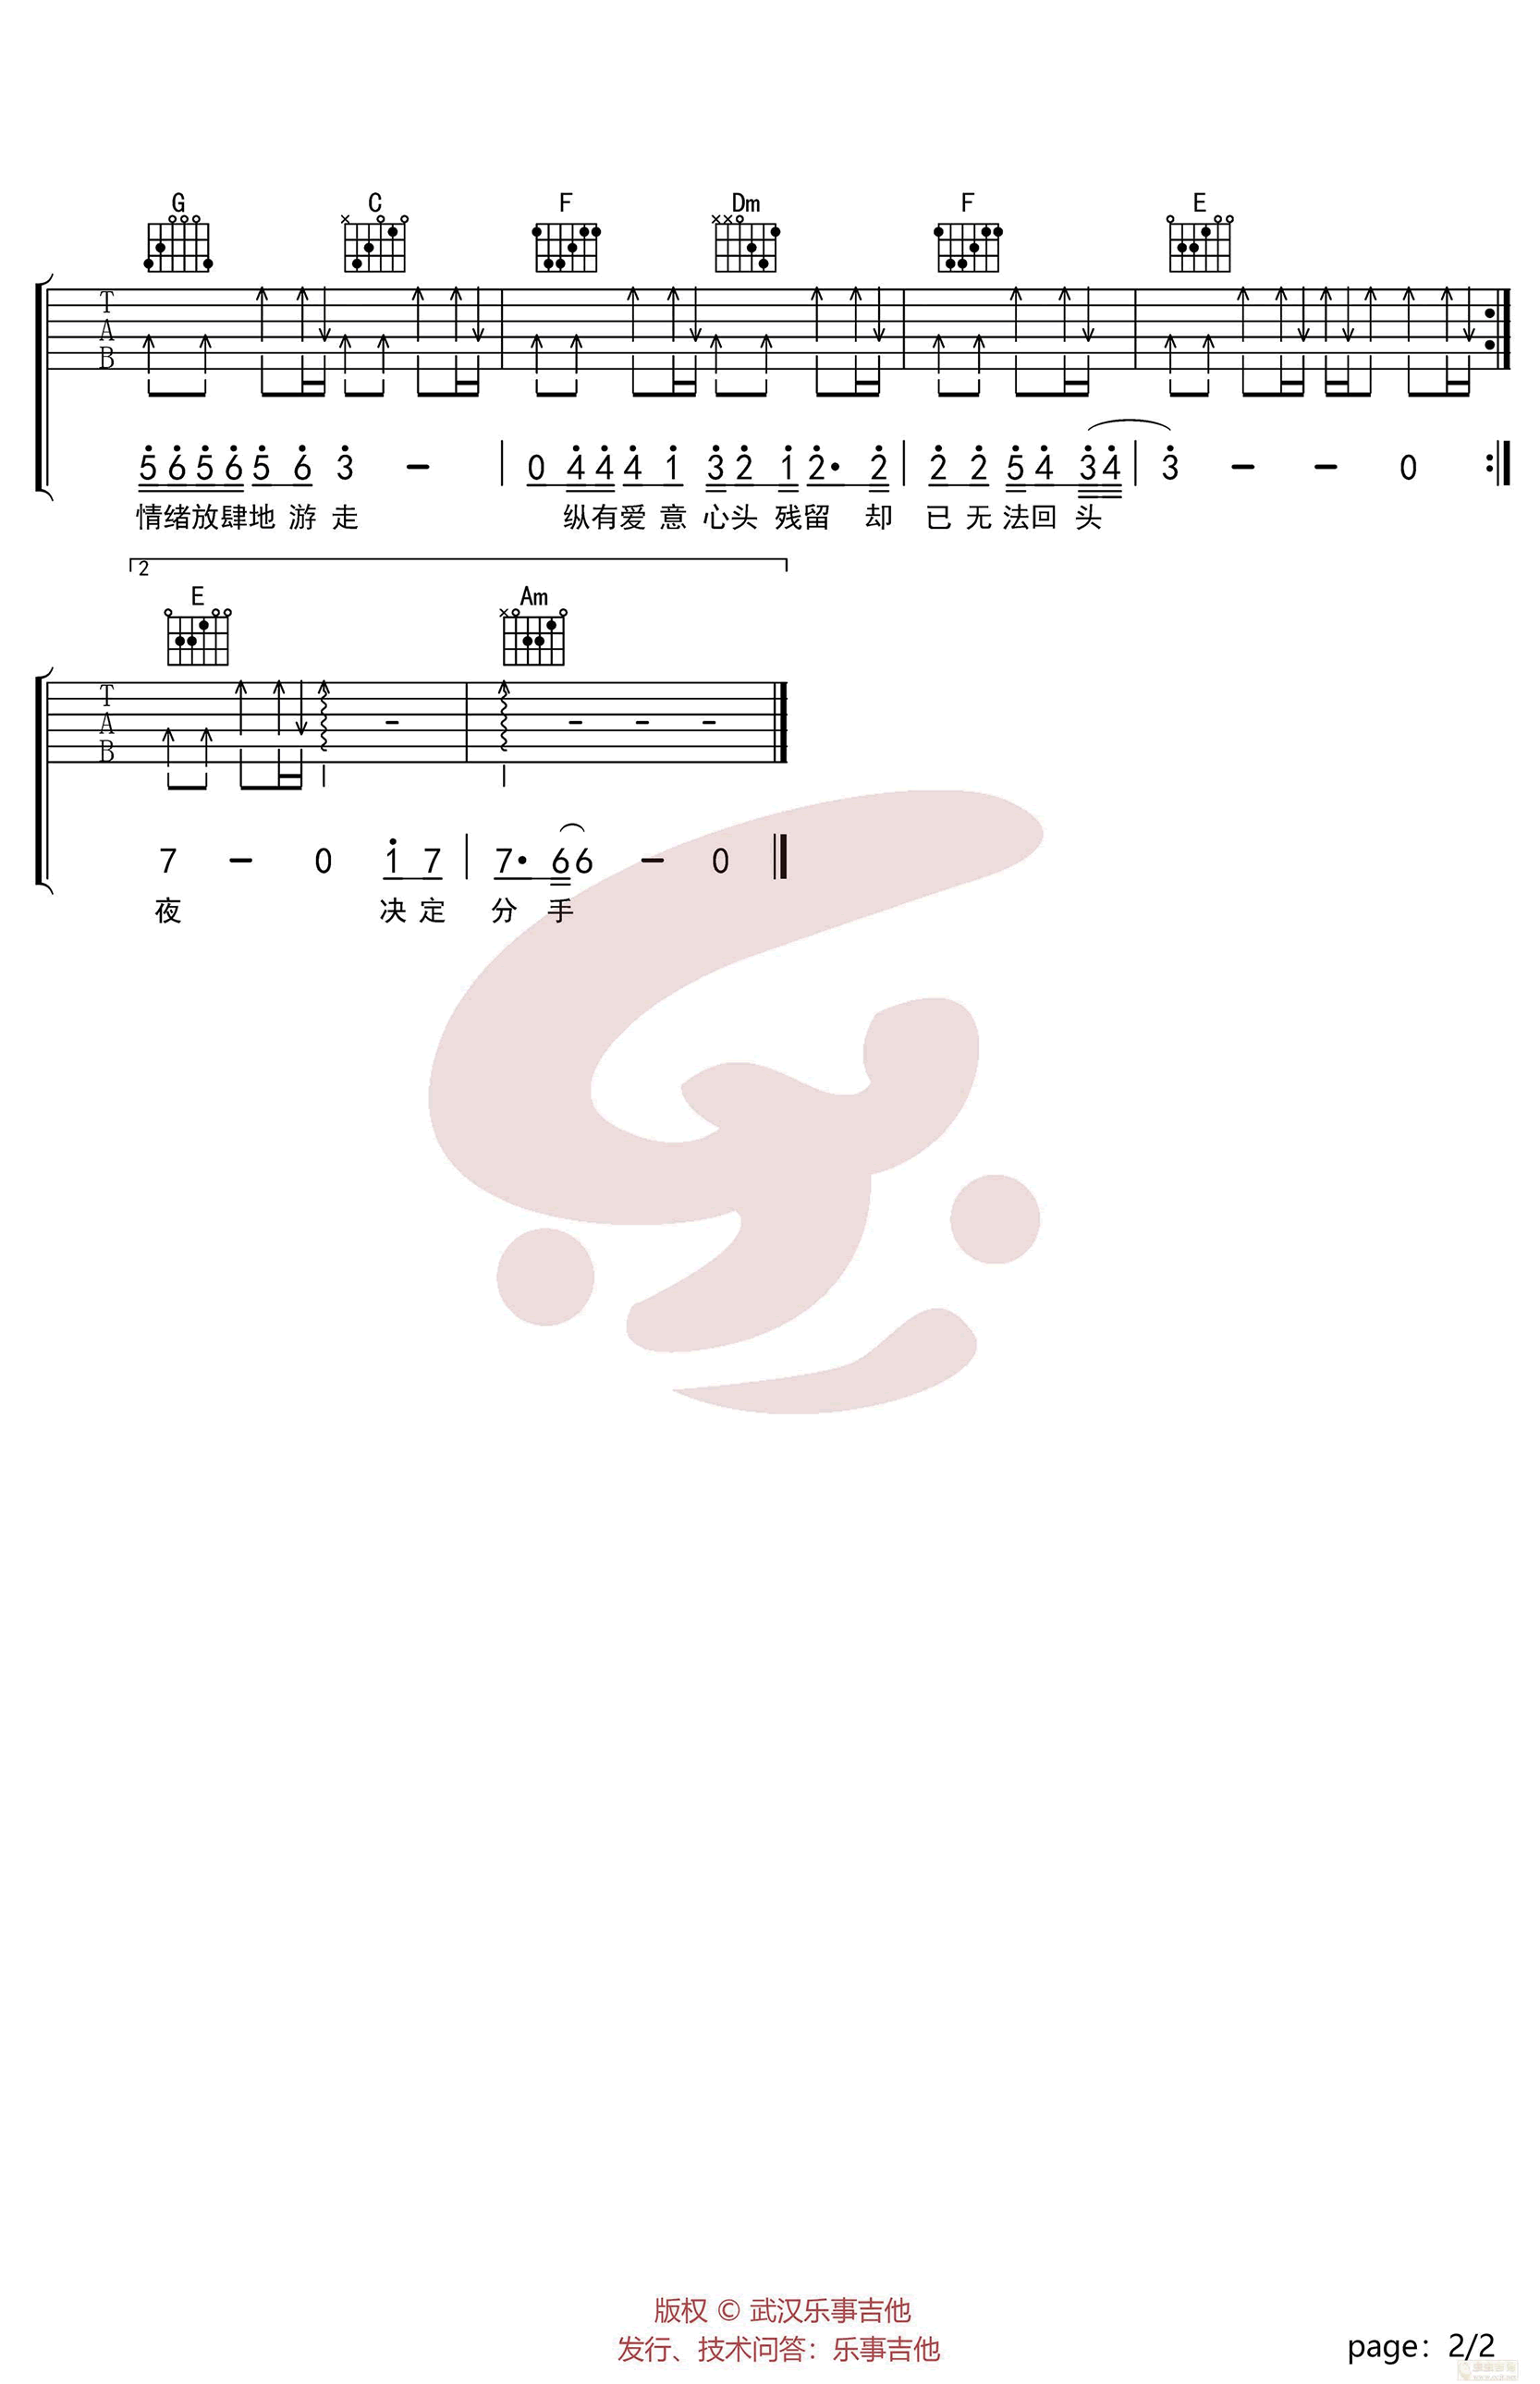 G C F Dm F E
T
A
B
5 6 5 6 5 6 3 - 0 4 4 4 1 3 2 1 2· 2 2 2 5 4 3 4 3 - - 0
情绪放肆地 游 走 纵有爱 意 心头 残留 却 已 无 法回 头
2
E Am
T
A
B
7 - 0 1 7 7· 6 6 - 0
夜 决 定 分 手
版权 © 武汉乐事吉他
发行、技术问答：乐事吉他
page：2/2